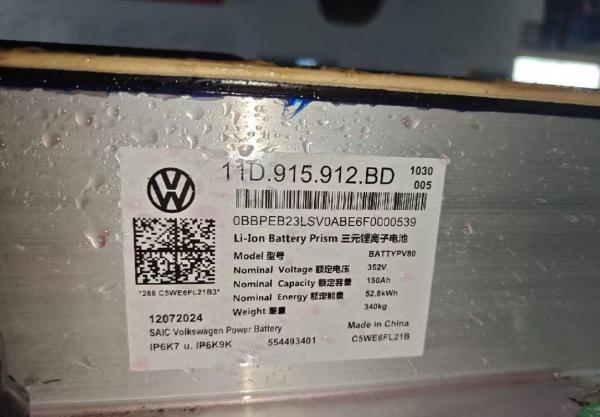 11D.915.912.BD 1030 005
0BBPEB23LSV0ABE6F0000539
Li-Ion Battery Prism 三元锂离子电池
Model 型号 BATTYPV80
Nominal Voltage 额定电压 352V
Nominal Capacity 额定容量 150Ah
Nominal Energy 额定能量 52.8kWh
Weight 重量 340kg
*288 C5WE6FL21B3*
12072024
SAIC Volkswagen Power Battery Made in China
IP6K7 u. IP6K9K 554493401 C5WE6FL21B